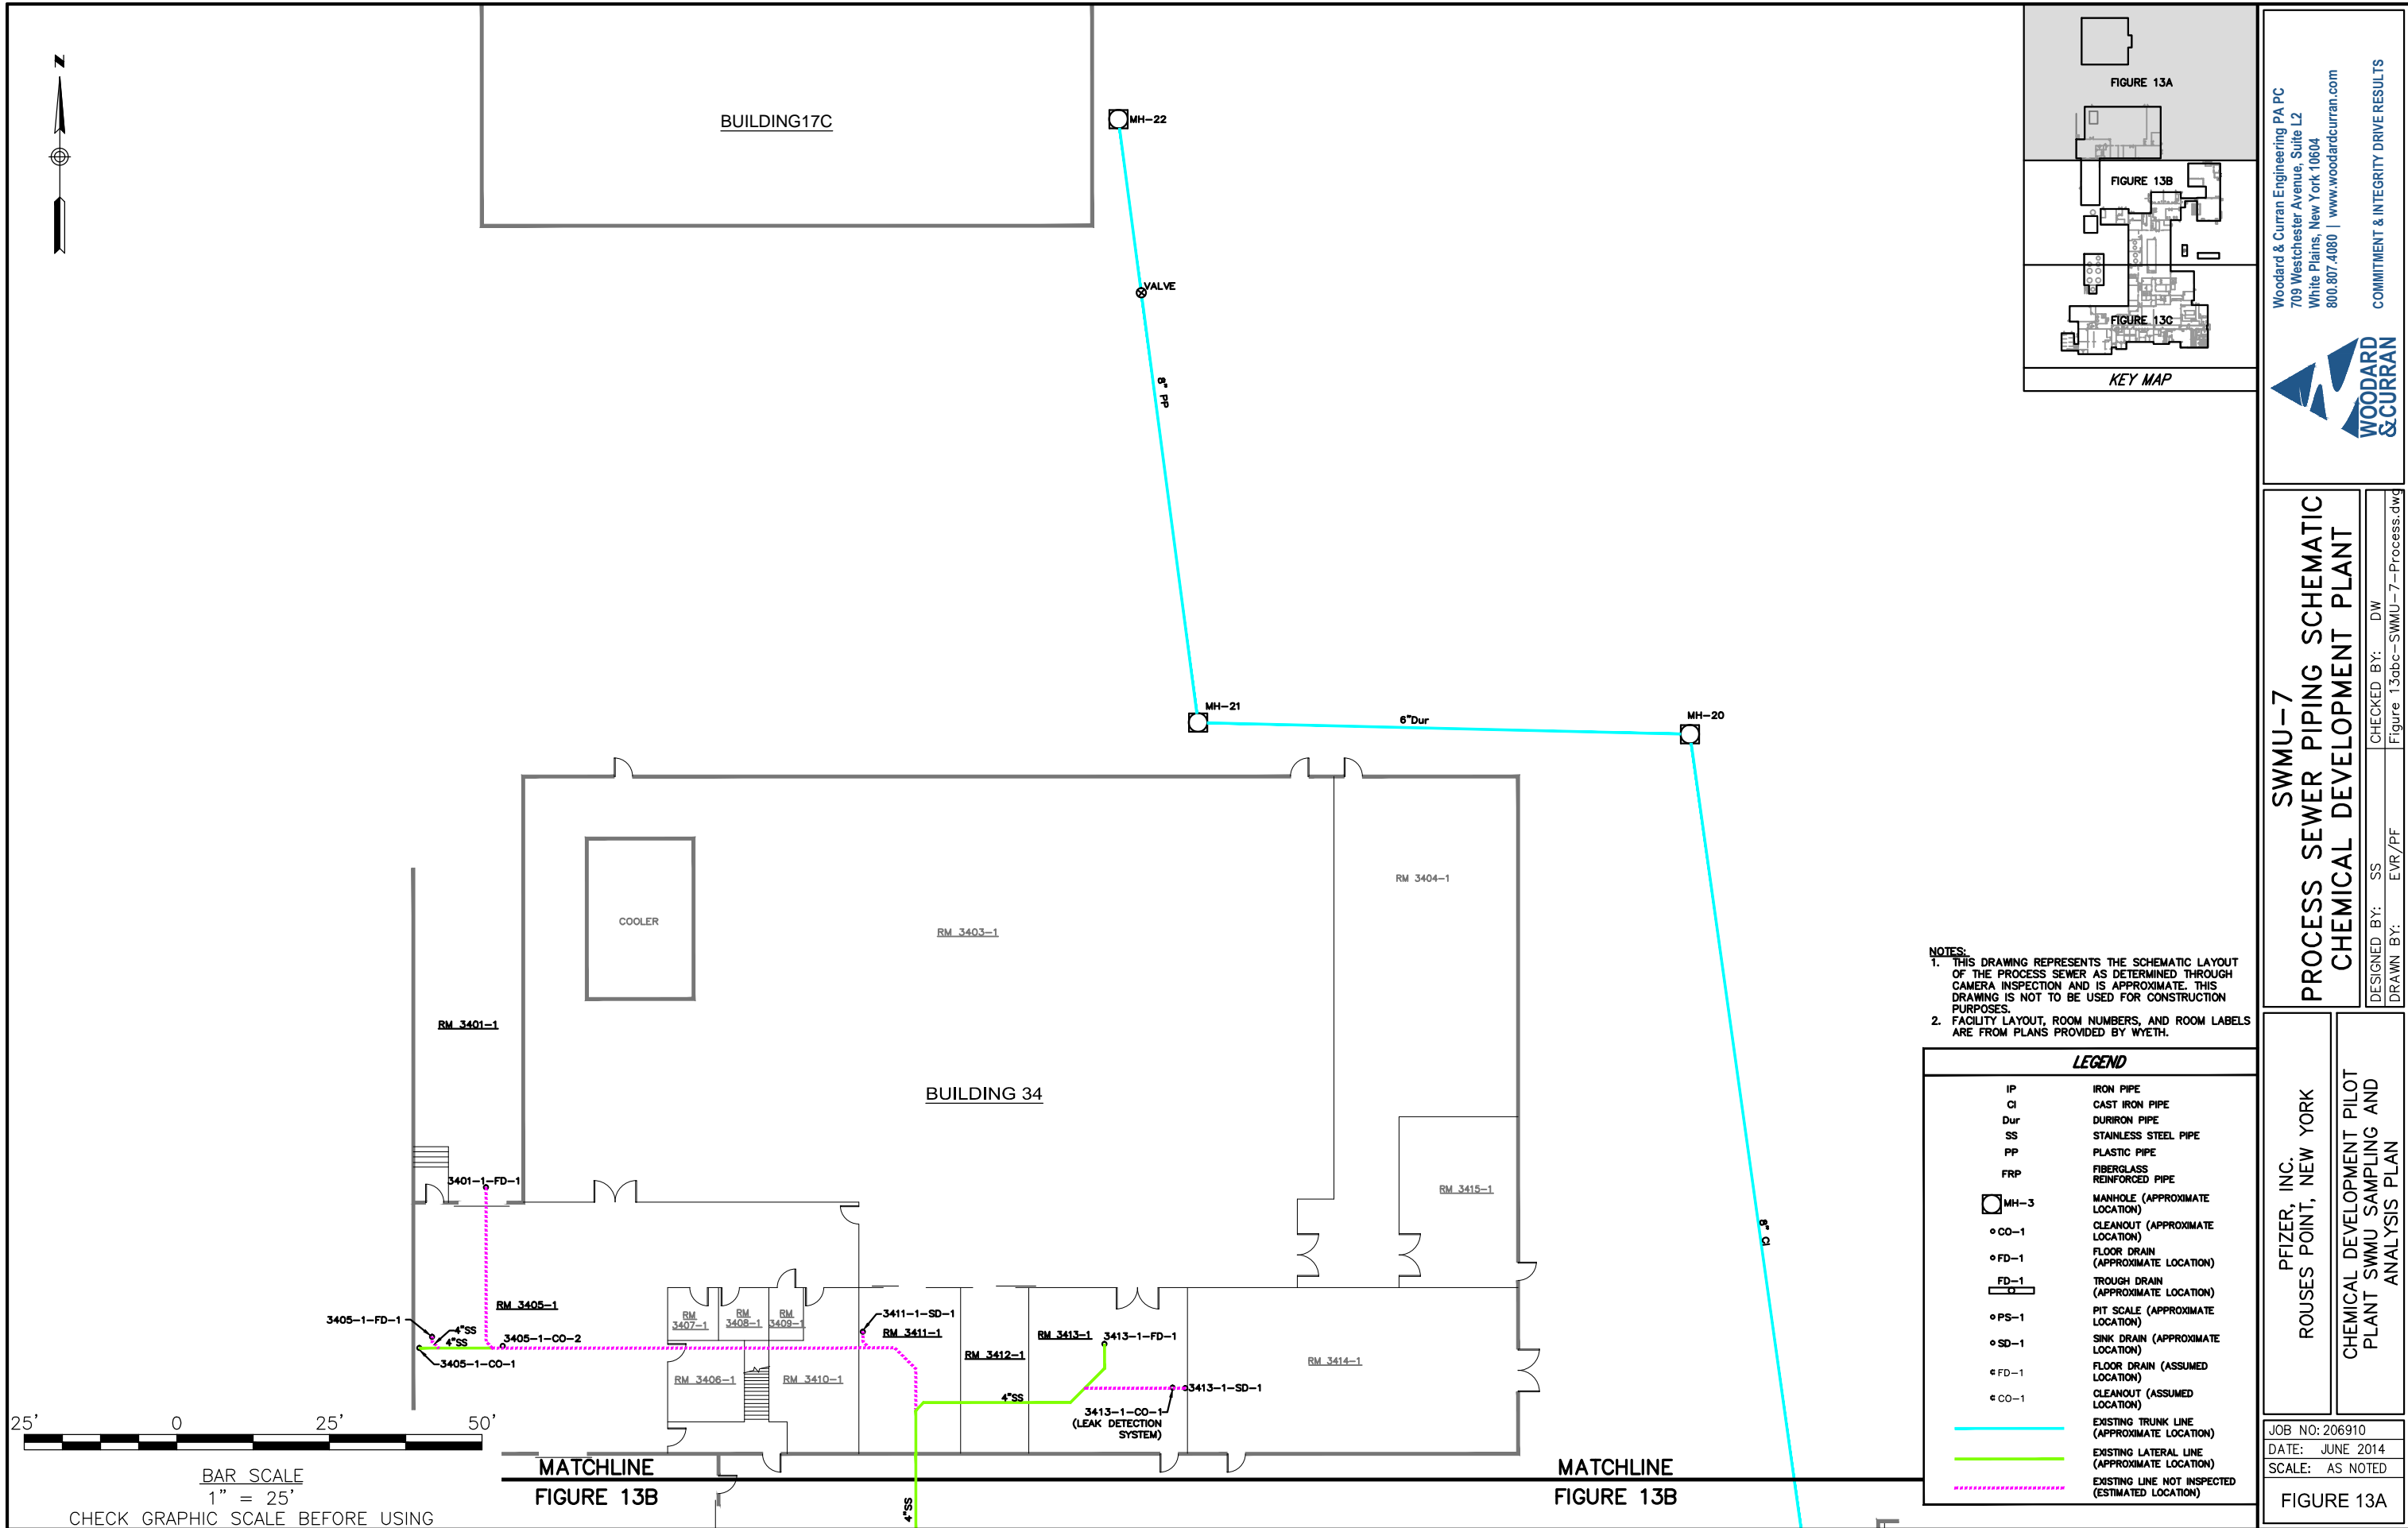 N
BUILDING17C
MH-22
VALVE
8" PP
MH-21
6"Dur
MH-20
8" CI
COOLER
RM 3403-1
RM 3404-1
RM 3401-1
BUILDING 34
3401-1-FD-1
RM 3415-1
RM 3405-1
3405-1-FD-1
4"SS
4"SS
3405-1-CO-2
3405-1-CO-1
RM
3407-1
RM
3408-1
RM
3409-1
3411-1-SD-1
RM 3411-1
RM 3412-1
RM 3413-1
3413-1-FD-1
RM 3414-1
RM 3406-1
RM 3410-1
4"SS
3413-1-SD-1
3413-1-CO-1
(LEAK DETECTION
SYSTEM)
4"SS
25'
0
25'
50'
BAR SCALE
1" = 25'
CHECK GRAPHIC SCALE BEFORE USING
MATCHLINE
FIGURE 13B
MATCHLINE
FIGURE 13B
FIGURE 13A
FIGURE 13B
FIGURE 13C
KEY MAP
NOTES:
1. THIS DRAWING REPRESENTS THE SCHEMATIC LAYOUT
OF THE PROCESS SEWER AS DETERMINED THROUGH
CAMERA INSPECTION AND IS APPROXIMATE. THIS
DRAWING IS NOT TO BE USED FOR CONSTRUCTION
PURPOSES.
2. FACILITY LAYOUT, ROOM NUMBERS, AND ROOM LABELS
ARE FROM PLANS PROVIDED BY WYETH.
LEGEND
IP IRON PIPE
CI CAST IRON PIPE
Dur DURIRON PIPE
SS STAINLESS STEEL PIPE
PP PLASTIC PIPE
FRP FIBERGLASS
REINFORCED PIPE
MH-3 MANHOLE (APPROXIMATE
LOCATION)
CO-1 CLEANOUT (APPROXIMATE
LOCATION)
FD-1 FLOOR DRAIN
(APPROXIMATE LOCATION)
FD-1 TROUGH DRAIN
(APPROXIMATE LOCATION)
PS-1 PIT SCALE (APPROXIMATE
LOCATION)
SD-1 SINK DRAIN (APPROXIMATE
LOCATION)
FD-1 FLOOR DRAIN (ASSUMED
LOCATION)
CO-1 CLEANOUT (ASSUMED
LOCATION)
EXISTING TRUNK LINE
(APPROXIMATE LOCATION)
EXISTING LATERAL LINE
(APPROXIMATE LOCATION)
EXISTING LINE NOT INSPECTED
(ESTIMATED LOCATION)
Woodard & Curran Engineering PA PC
709 Westchester Avenue, Suite L2
White Plains, New York 10604
800.807.4080 | www.woodardcurran.com
COMMITMENT & INTEGRITY DRIVE RESULTS
WOODARD
&CURRAN
SWMU-7
PROCESS SEWER PIPING SCHEMATIC
CHEMICAL DEVELOPMENT PLANT
DESIGNED BY: SS
CHECKED BY: DW
DRAWN BY: EVR/PF
Figure 13abc-SWMU-7-Process.dwg
PFIZER, INC.
ROUSES POINT, NEW YORK
CHEMICAL DEVELOPMENT PILOT
PLANT SWMU SAMPLING AND
ANALYSIS PLAN
JOB NO: 206910
DATE: JUNE 2014
SCALE: AS NOTED
FIGURE 13A